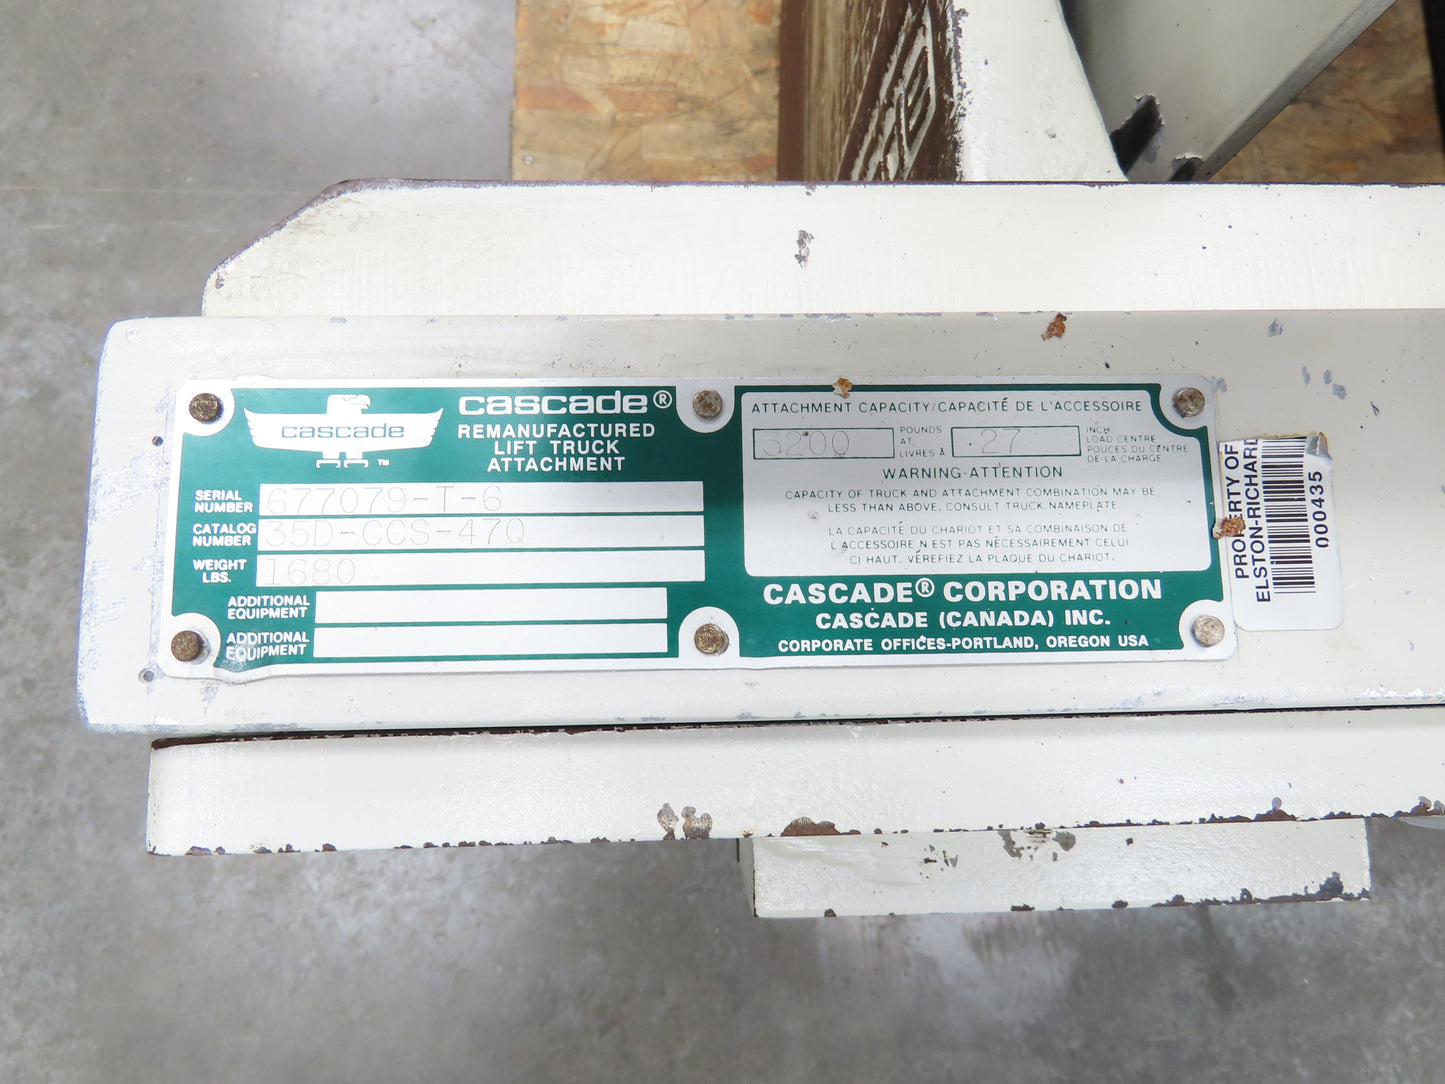 cascade
TM
cascade®
REMANUFACTURED
LIFT TRUCK
ATTACHMENT
SERIAL NUMBER 677079-T-6
CATALOG NUMBER 35D-CCS-47Q
WEIGHT LBS. 1680
ADDITIONAL EQUIPMENT
ADDITIONAL EQUIPMENT
ATTACHMENT CAPACITY/CAPACITÉ DE L'ACCESSOIRE
3200 POUNDS AT LIVRES À 27 INCH LOAD CENTRE POUCES DU CENTRE DE LA CHARGE
WARNING-ATTENTION
CAPACITY OF TRUCK AND ATTACHMENT COMBINATION MAY BE
LESS THAN ABOVE. CONSULT TRUCK NAMEPLATE.
LA CAPACITÉ DU CHARIOT ET SA COMBINAISON DE
L ACCESSOIRE N EST PAS NÉCESSAIREMENT CELUI
CI HAUT. VÉREFIEZ LA PLAQUE DU CHARIOT.
CASCADE® CORPORATION
CASCADE (CANADA) INC.
CORPORATE OFFICES-PORTLAND, OREGON USA
PROPERTY OF
ELSTON-RICHARD
000435